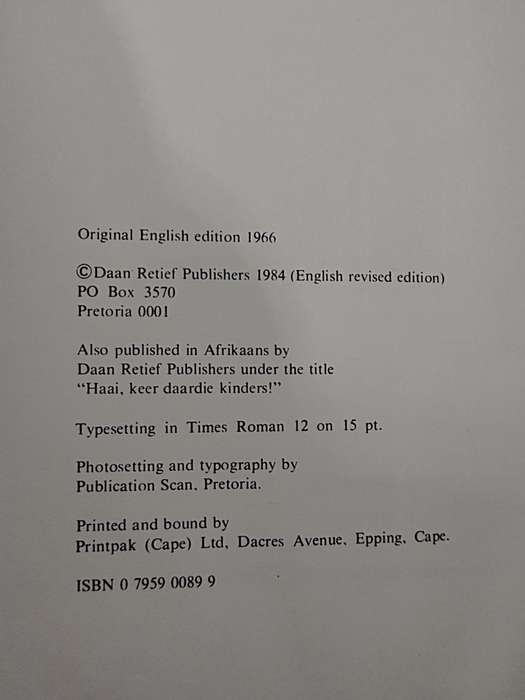 Original English edition 1966
©Daan Retief Publishers 1984 (English revised edition)
PO Box 3570
Pretoria 0001
Also published in Afrikaans by
Daan Retief Publishers under the title
“Haai, keer daardie kinders!”
Typesetting in Times Roman 12 on 15 pt.
Photosetting and typography by
Publication Scan, Pretoria.
Printed and bound by
Printpak (Cape) Ltd, Dacres Avenue, Epping, Cape.
ISBN 0 7959 0089 9